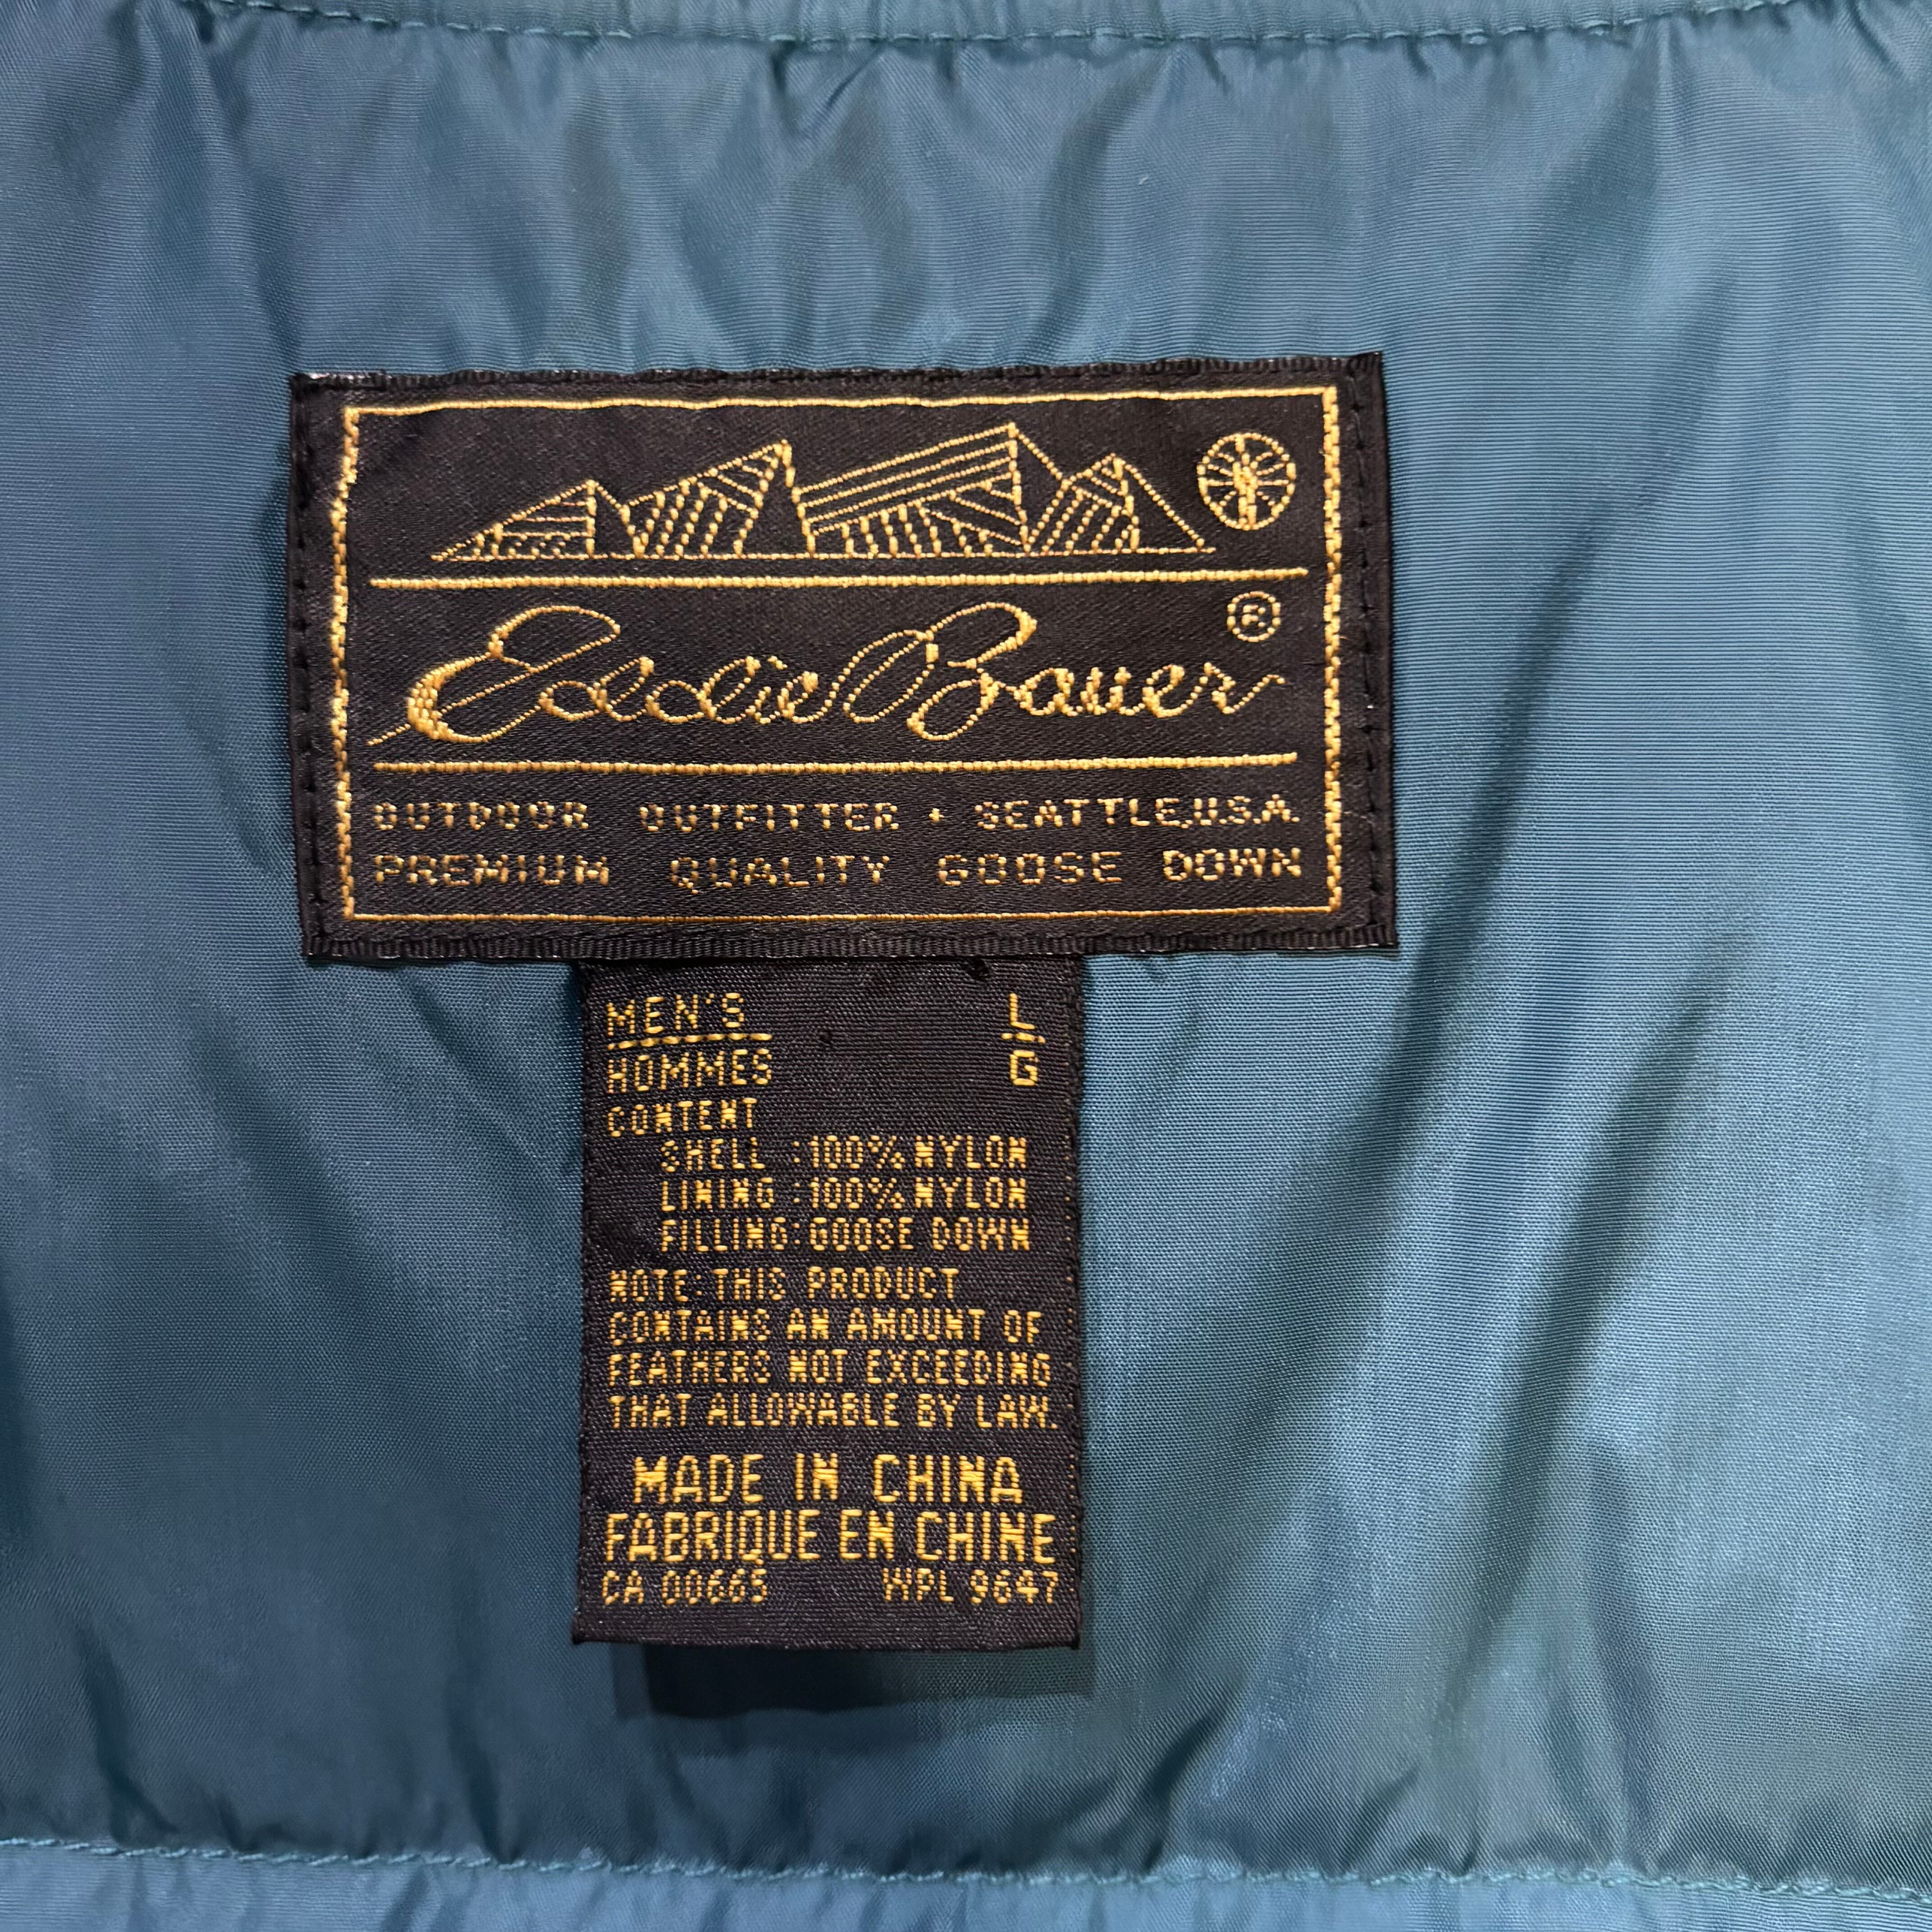 Eddie Bauer ®
OUTDOOR OUTFITTER • SEATTLE, U.S.A.
PREMIUM QUALITY GOOSE DOWN
MEN'S L
HOMMES G
CONTENT
SHELL : 100% NYLON
LINING : 100% NYLON
FILLING: GOOSE DOWN
NOTE: THIS PRODUCT
CONTAINS AN AMOUNT OF
FEATHERS NOT EXCEEDING
THAT ALLOWABLE BY LAW.
MADE IN CHINA
FABRIQUE EN CHINE
CA 00665 WPL 9647